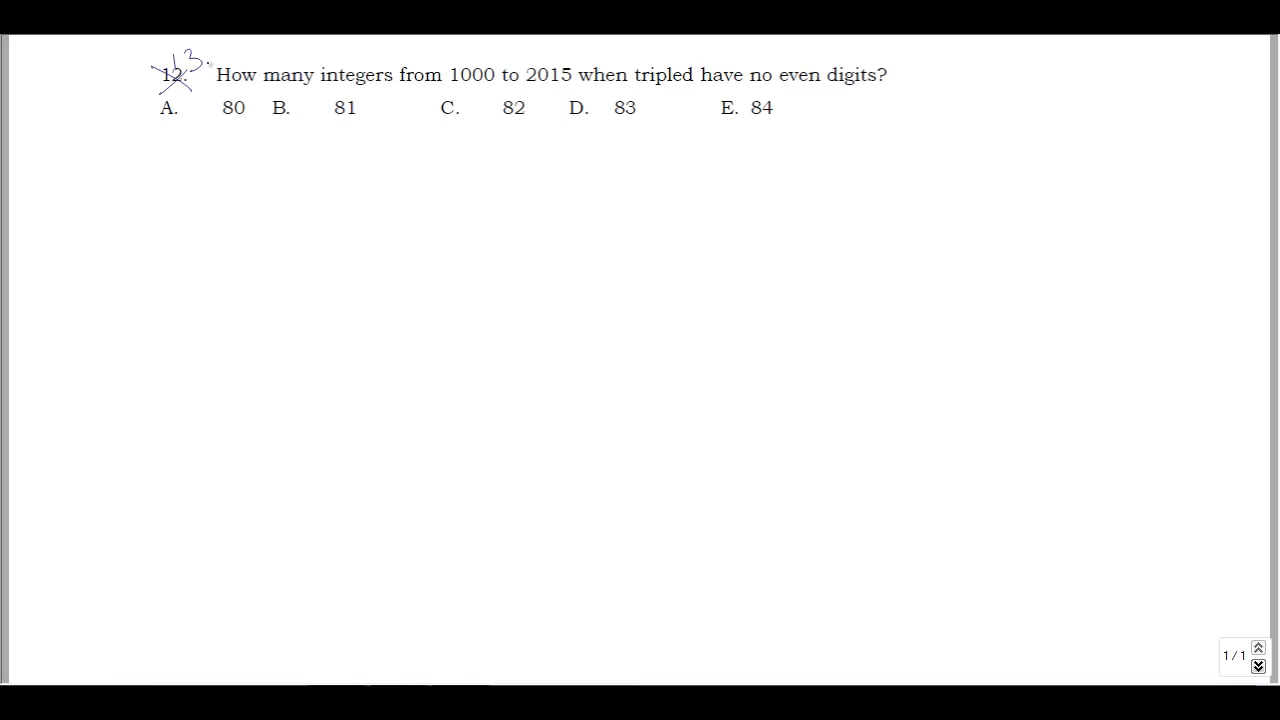 13.
12. How many integers from 1000 to 2015 when tripled have no even digits?
A. 80 B. 81 C. 82 D. 83 E. 84
1 / 1